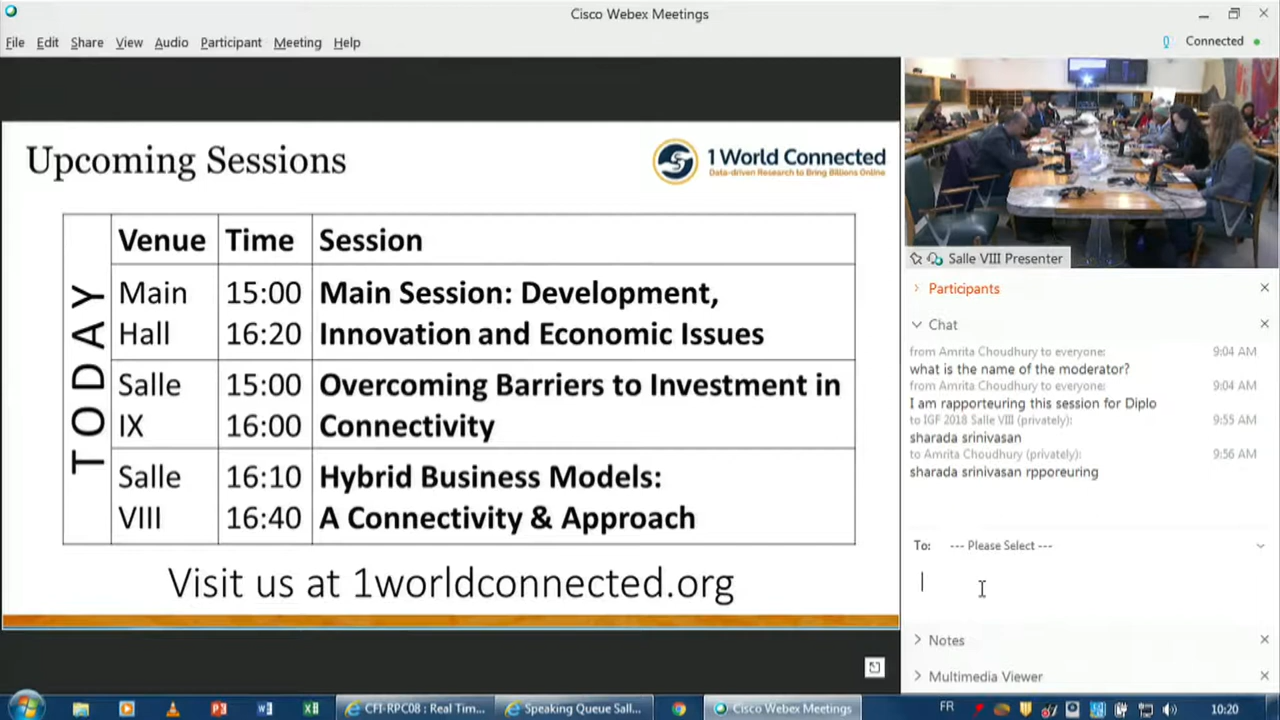 Cisco Webex Meetings
File Edit Share View Audio Participant Meeting Help
Connected
Upcoming Sessions
1 World Connected
Data-driven Research to Bring Billions Online
TODAY
Venue Time Session
Main Hall 15:00 16:20 Main Session: Development, Innovation and Economic Issues
Salle IX 15:00 16:00 Overcoming Barriers to Investment in Connectivity
Salle VIII 16:10 16:40 Hybrid Business Models: A Connectivity & Approach
Visit us at 1worldconnected.org
Salle VIII Presenter
Participants
Chat
from Amrita Choudhury to everyone: 9:04 AM
what is the name of the moderator?
from Amrita Choudhury to everyone: 9:04 AM
I am rapporteuring this session for Diplo
to IGF 2018 Salle VIII (privately): 9:55 AM
sharada srinivasan
to Amrita Choudhury (privately): 9:56 AM
sharada srinivasan rpporeuring
To: --- Please Select ---
Notes
Multimedia Viewer
CFI-RPC08 : Real Tim... Speaking Queue Sall... Cisco Webex Meetings FR 10:20